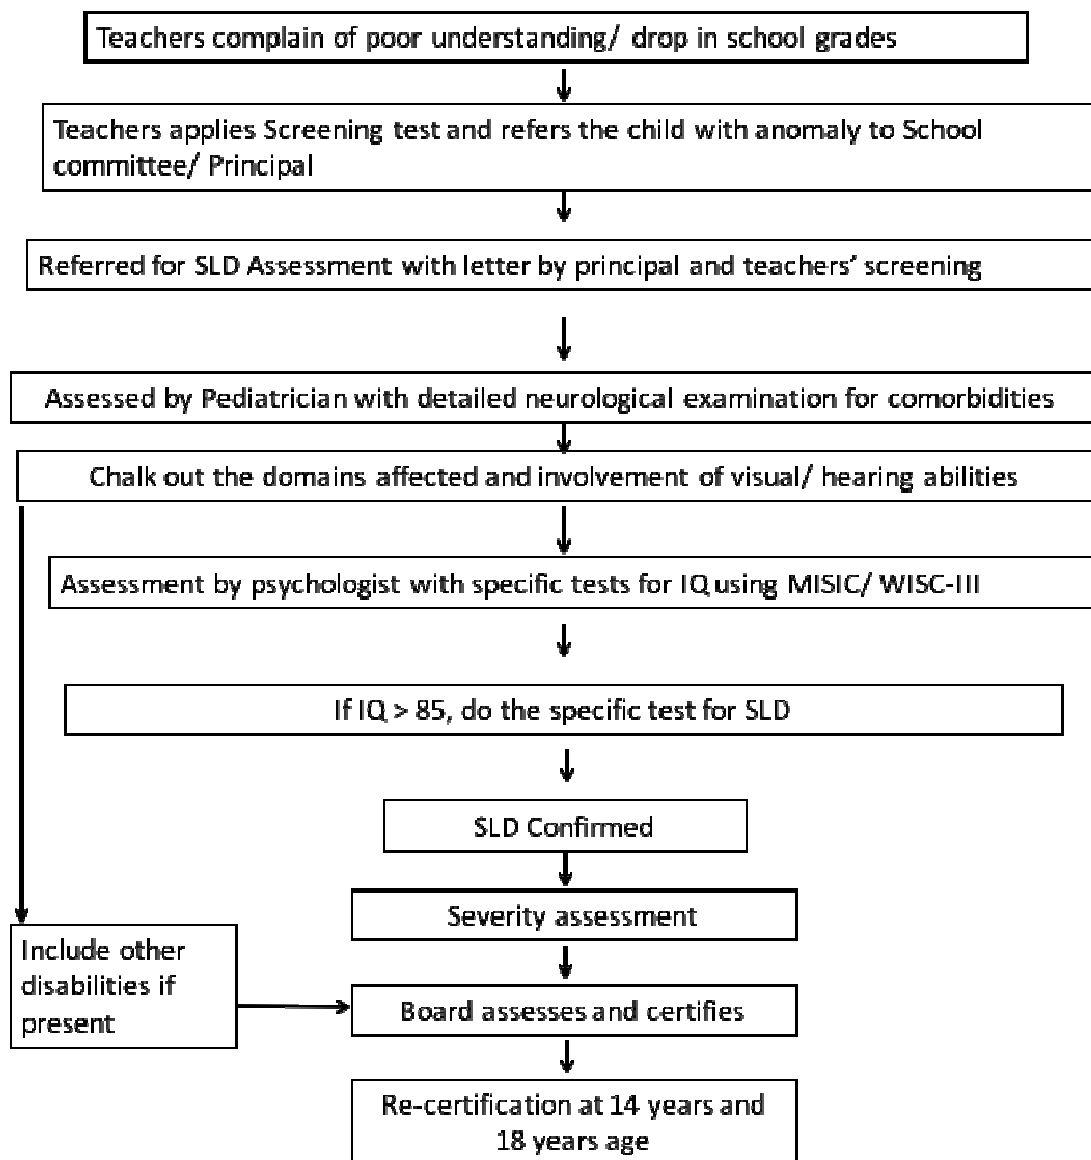 Teachers complain of poor understanding/ drop in school grades
Teachers applies Screening test and refers the child with anomaly to School
committee/ Principal
Referred for SLD Assessment with letter by principal and teachers' screening
Assessed by Pediatrician with detailed neurological examination for comorbidities
Chalk out the domains affected and involvement of visual/ hearing abilities
Assessment by psychologist with specific tests for IQ using MISIC/ WISC-III
If IQ > 85, do the specific test for SLD
SLD Confirmed
Severity assessment
Include other
disabilities if
present
Board assesses and certifies
Re-certification at 14 years and
18 years age